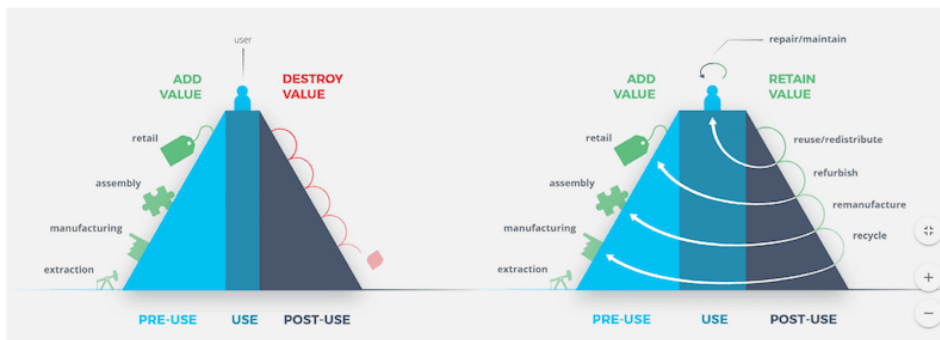 user
ADD
VALUE
DESTROY
VALUE
retail
assembly
manufacturing
extraction
PRE-USE
USE
POST-USE
repair/maintain
ADD
VALUE
RETAIN
VALUE
retail
reuse/redistribute
assembly
refurbish
remanufacture
manufacturing
recycle
extraction
PRE-USE
USE
POST-USE